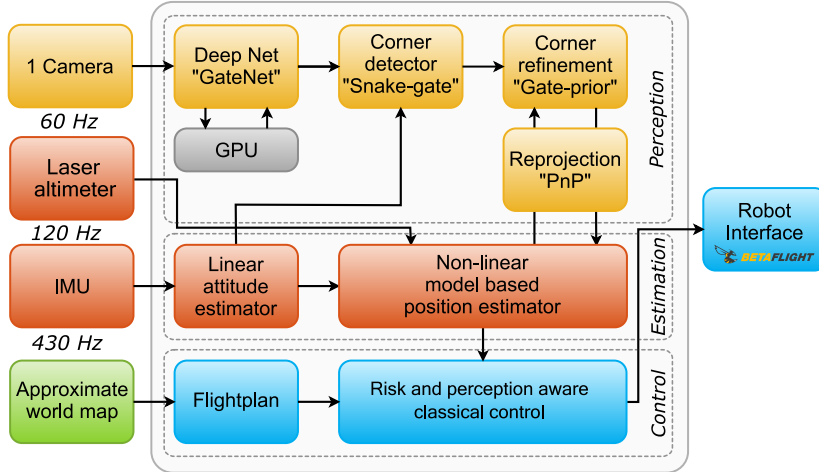 1 Camera
60 Hz
Laser
altimeter
120 Hz
IMU
430 Hz
Approximate
world map
Deep Net
"GateNet"
GPU
Corner
detector
"Snake-gate"
Corner
refinement
"Gate-prior"
Reprojection
"PnP"
Perception
Linear
attitude
estimator
Non-linear
model based
position estimator
Estimation
Flightplan
Risk and perception aware
classical control
Control
Robot
Interface
BETAFLIGHT